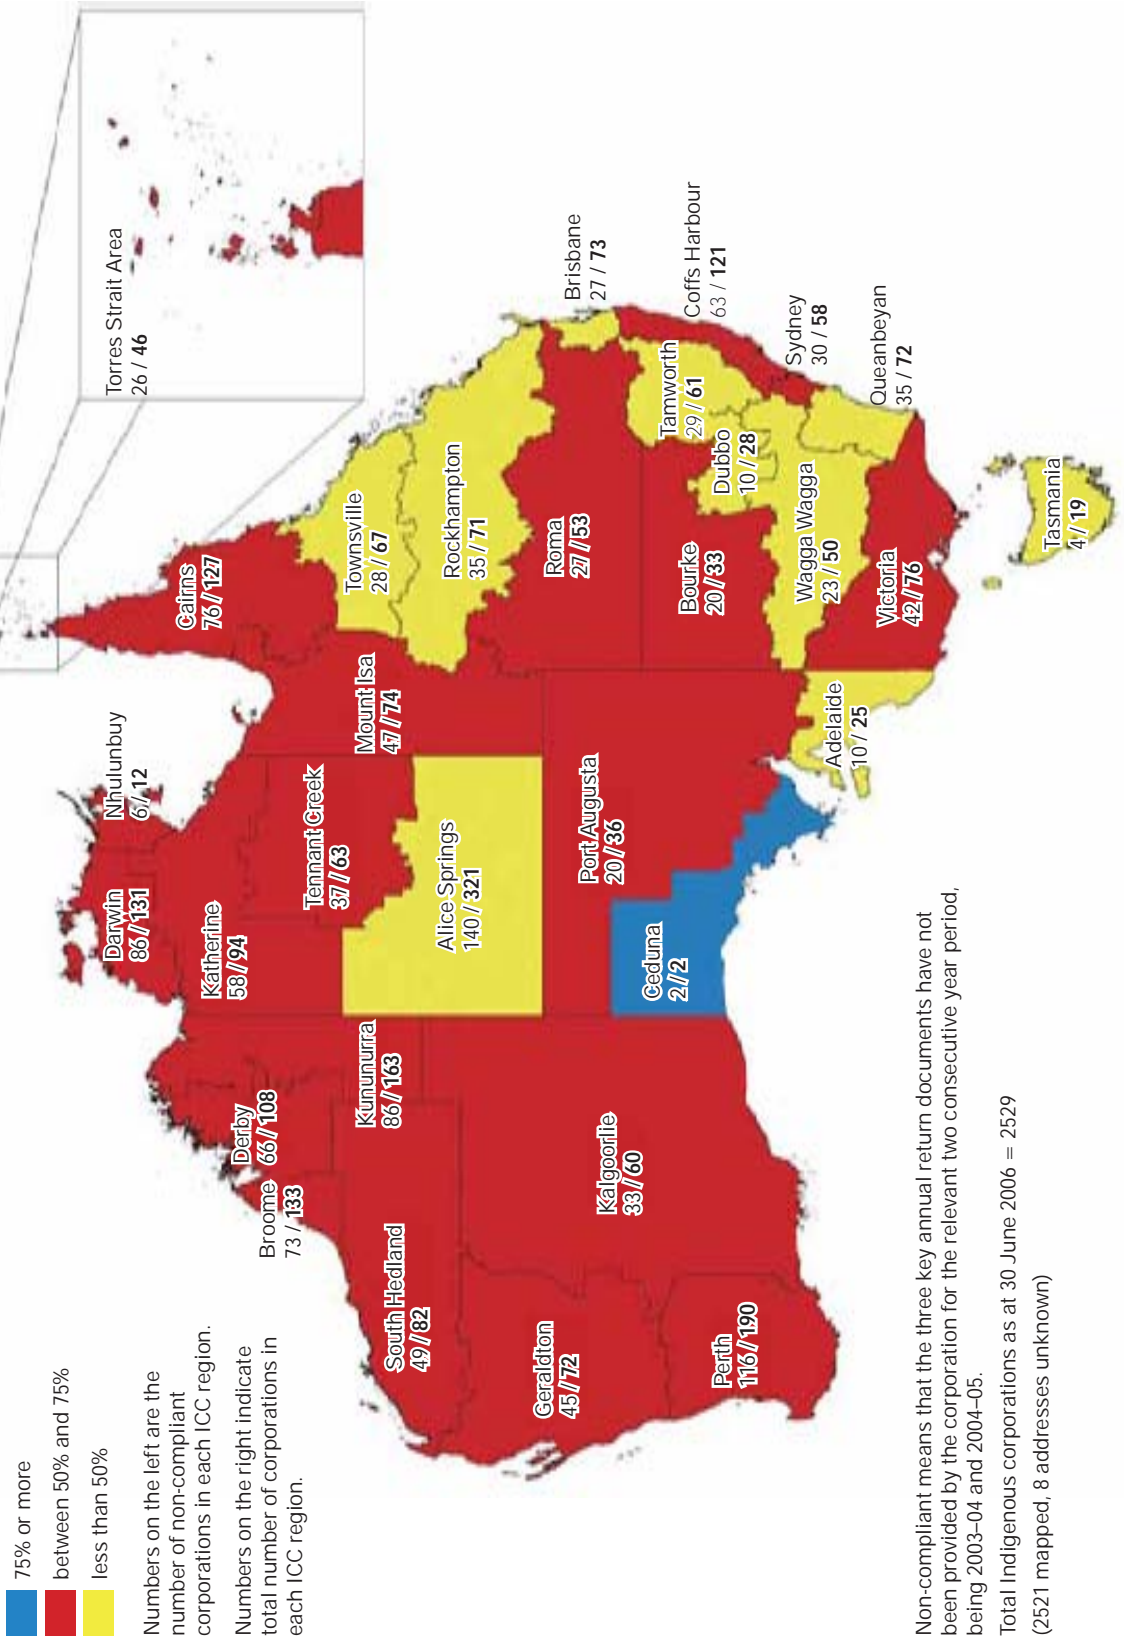 75% or more
between 50% and 75%
less than 50%
Numbers on the left are the
number of non-compliant
corporations in each ICC region.
Numbers on the right indicate
total number of corporations in
each ICC region.
Torres Strait Area
26 / 46
Darwin
86 / 131
Nhulunbuy
6 / 12
Cairns
76 / 127
Katherine
58 / 94
Derby
66 / 108
Broome
73 / 133
Tennant Creek
37 / 63
Mount Isa
47 / 74
Townsville
28 / 67
Kununurra
86 / 163
South Hedland
49 / 82
Alice Springs
140 / 321
Rockhampton
35 / 71
Geraldton
45 / 72
Kalgoorlie
33 / 60
Port Augusta
20 / 36
Roma
27 / 53
Brisbane
27 / 73
Ceduna
2 / 2
Bourke
20 / 33
Tamworth
29 / 61
Coffs Harbour
63 / 121
Perth
116 / 190
Dubbo
10 / 28
Sydney
30 / 58
Adelaide
10 / 25
Wagga Wagga
23 / 50
Queanbeyan
35 / 72
Victoria
42 / 76
Tasmania
4 / 19
Non-compliant means that the three key annual return documents have not
been provided by the corporation for the relevant two consecutive year period,
being 2003–04 and 2004–05.
Total Indigenous corporations as at 30 June 2006 = 2529
(2521 mapped, 8 addresses unknown)